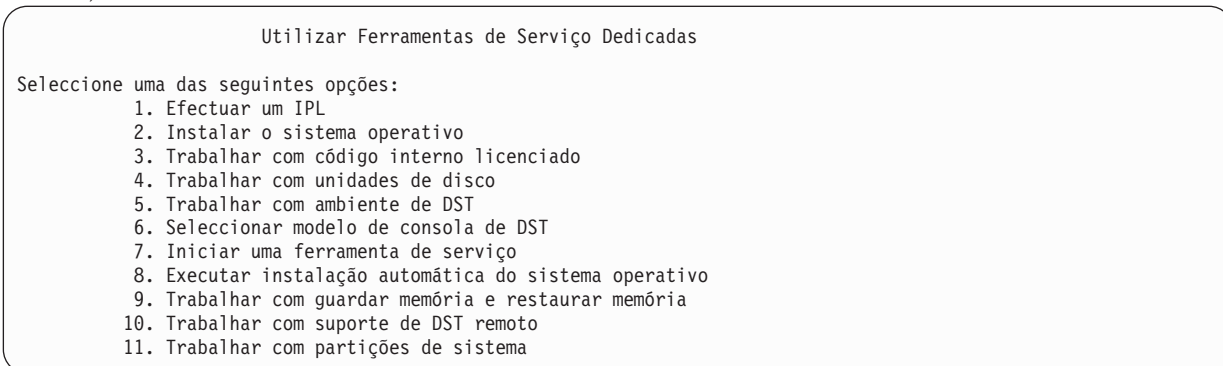 Utilizar Ferramentas de Serviço Dedicadas
Seleccione uma das seguintes opções:
1. Efectuar um IPL
2. Instalar o sistema operativo
3. Trabalhar com código interno licenciado
4. Trabalhar com unidades de disco
5. Trabalhar com ambiente de DST
6. Seleccionar modelo de consola de DST
7. Iniciar uma ferramenta de serviço
8. Executar instalação automática do sistema operativo
9. Trabalhar com guardar memória e restaurar memória
10. Trabalhar com suporte de DST remoto
11. Trabalhar com partições de sistema